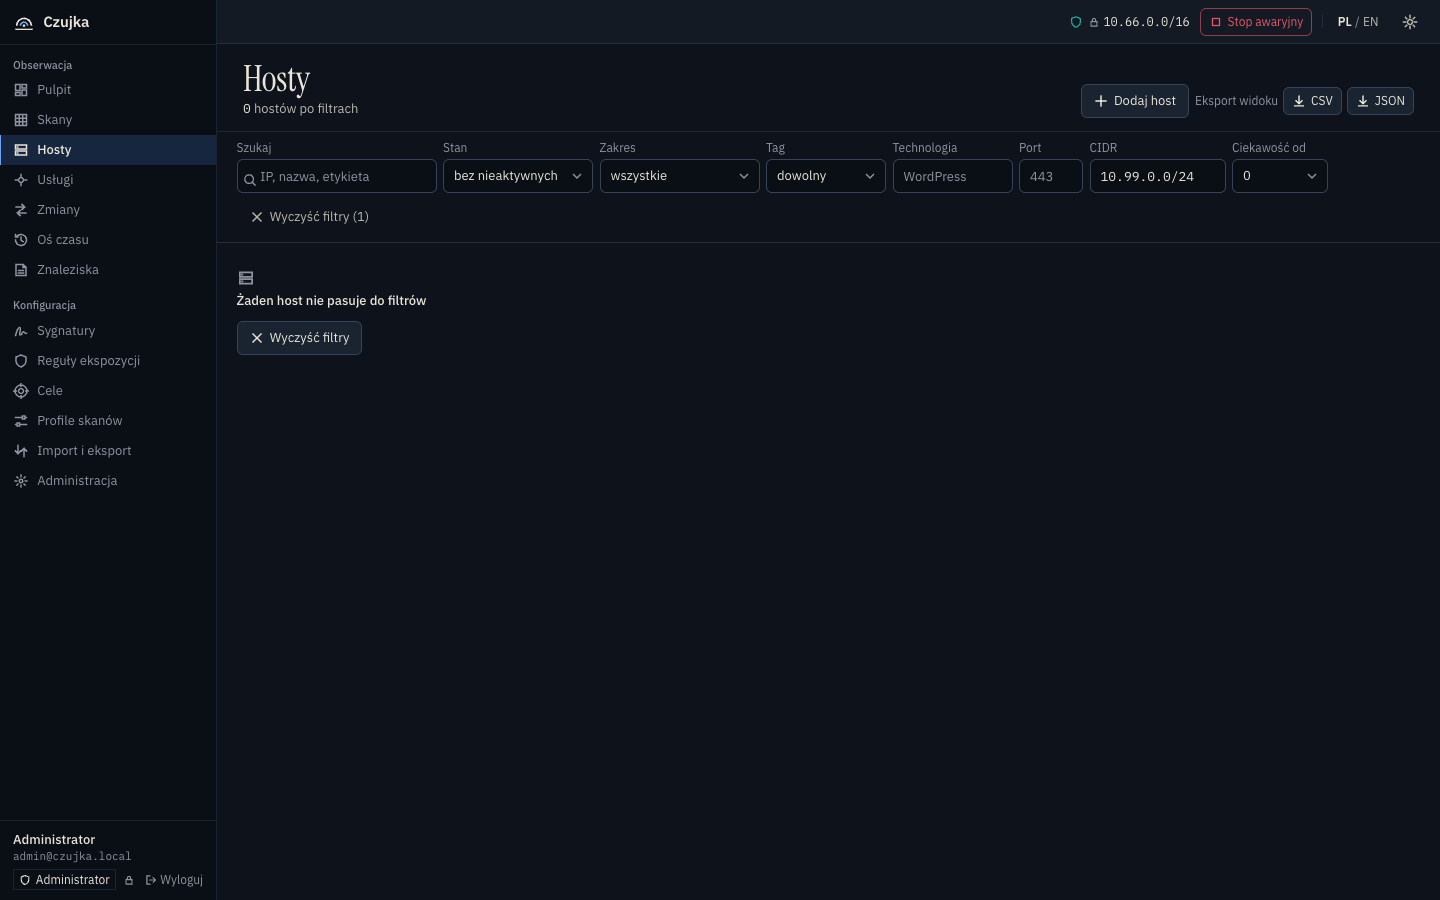 Czujka
10.66.0.0/16
Stop awaryjny
PL / EN
Obserwacja
Pulpit
Skany
Hosty
Usługi
Zmiany
Oś czasu
Znaleziska
Konfiguracja
Sygnatury
Reguły ekspozycji
Cele
Profile skanów
Import i eksport
Administracja
Administrator
admin@czujka.local
Administrator
Wyloguj
Hosty
0 hostów po filtrach
Dodaj host
Eksport widoku
CSV
JSON
Szukaj
IP, nazwa, etykieta
Stan
bez nieaktywnych
Zakres
wszystkie
Tag
dowolny
Technologia
WordPress
Port
443
CIDR
10.99.0.0/24
Ciekawość od
0
Wyczyść filtry (1)
Żaden host nie pasuje do filtrów
Wyczyść filtry